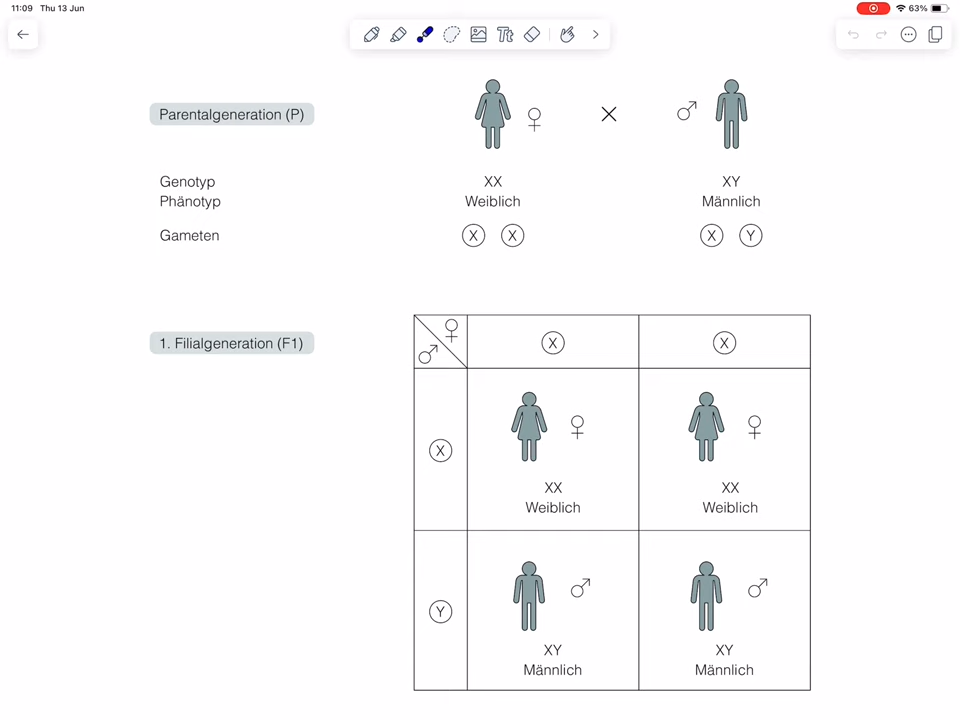 11:09 Thu 13 Jun
63%
Tt
Parentalgeneration (P)
Genotyp XX XY
Phänotyp Weiblich Männlich
Gameten X X X Y
1. Filialgeneration (F1)
X X
X
XX XX
Weiblich Weiblich
Y
XY XY
Männlich Männlich